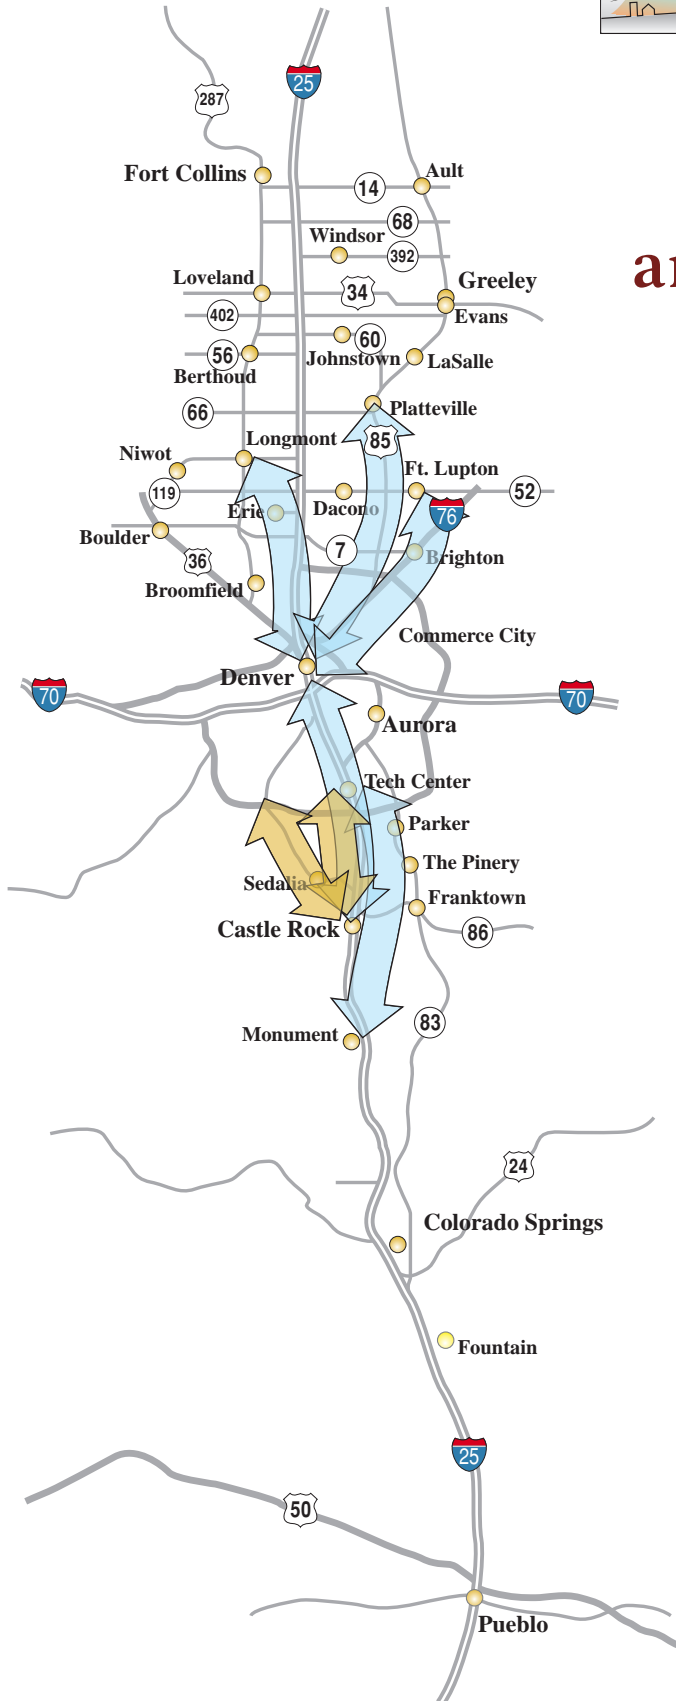 287
25
Fort Collins
Ault
14
68
Windsor
392
ar
Loveland
34
Greeley
402
Evans
60
56
Johnstown
LaSalle
Berthoud
66
Platteville
Longmont
85
Niwot
Ft. Lupton
119
52
Erie
Dacono
76
Boulder
7
36
Brighton
Broomfield
Commerce City
Denver
70
70
Aurora
Tech Center
Parker
The Pinery
Sedalia
Franktown
Castle Rock
86
83
Monument
24
Colorado Springs
Fountain
25
50
Pueblo